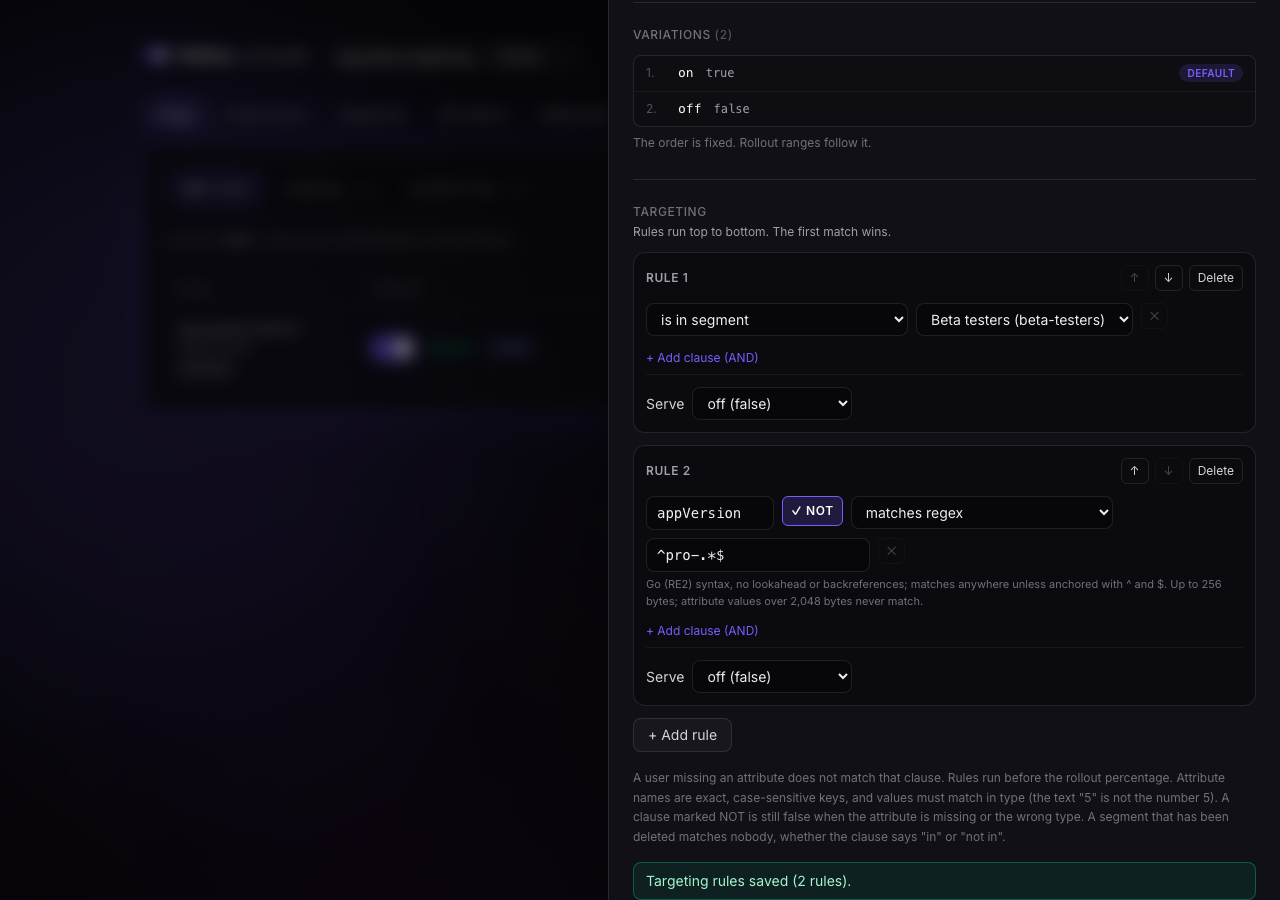 VARIATIONS (2)
1. on true DEFAULT
2. off false
The order is fixed. Rollout ranges follow it.
TARGETING
Rules run top to bottom. The first match wins.
RULE 1 ↑ ↓ Delete
is in segment Beta testers (beta-testers) ×
+ Add clause (AND)
Serve off (false)
RULE 2 ↑ ↓ Delete
appVersion ✓ NOT matches regex
^pro-.*$ ×
Go (RE2) syntax, no lookahead or backreferences; matches anywhere unless anchored with ^ and $. Up to 256
bytes; attribute values over 2,048 bytes never match.
+ Add clause (AND)
Serve off (false)
+ Add rule
A user missing an attribute does not match that clause. Rules run before the rollout percentage. Attribute
names are exact, case-sensitive keys, and values must match in type (the text "5" is not the number 5). A
clause marked NOT is still false when the attribute is missing or the wrong type. A segment that has been
deleted matches nobody, whether the clause says "in" or "not in".
Targeting rules saved (2 rules).